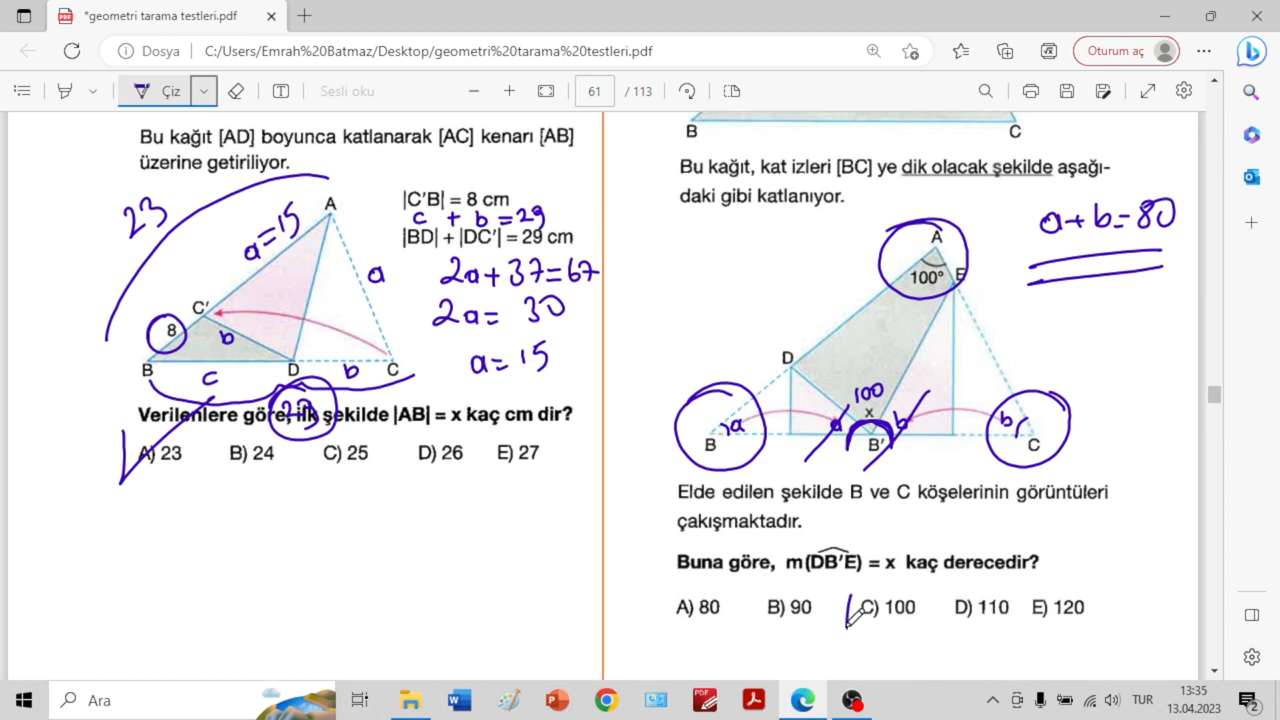 *geometri tarama testleri.pdf
Dosya
C:/Users/Emrah%20Batmaz/Desktop/geometri%20tarama%20testleri.pdf
Oturum aç
Çiz
Sesli oku
61 / 113
Bu kağıt [AD] boyunca katlanarak [AC] kenarı [AB]
üzerine getiriliyor.
23
A
|C'B| = 8 cm
c + b = 29
|BD| + |DC'| = 29 cm
a=15
a
2a+37=67
2a= 30
a= 15
C'
8
b
B
D
C
c
b
23
Verilenlere göre, ilk şekilde |AB| = x kaç cm dir?
A) 23 B) 24 C) 25 D) 26 E) 27
B C
Bu kağıt, kat izleri [BC] ye dik olacak şekilde aşağı-
daki gibi katlanıyor.
a+b=80
A
100°
E
D
100
x
a
a
b
b
B
B'
C
Elde edilen şekilde B ve C köşelerinin görüntüleri
çakışmaktadır.
Buna göre, m(DB'E) = x kaç derecedir?
A) 80 B) 90 C) 100 D) 110 E) 120
Ara
TUR
13:35
13.04.2023
2